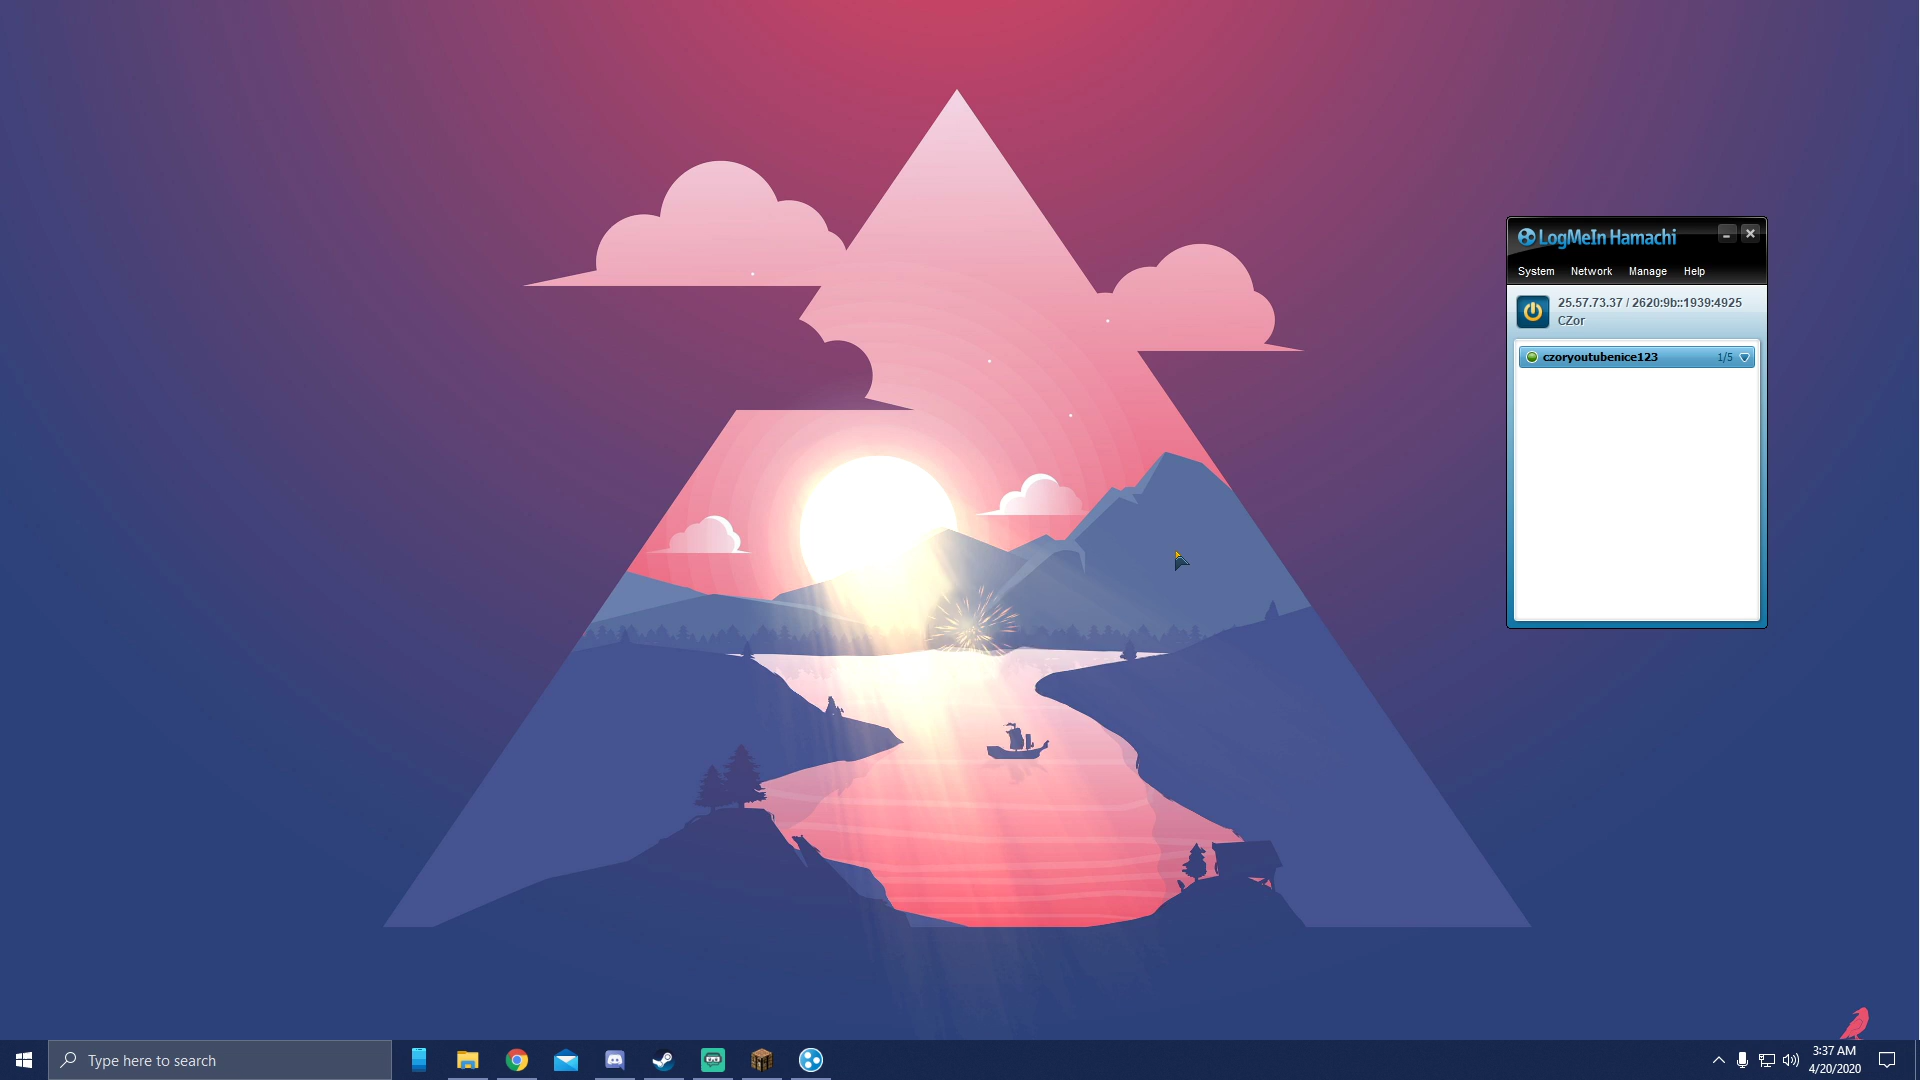 LogMeIn Hamachi
System Network Manage Help
25.57.73.37 / 2620:9b::1939:4925
CZor
czoryoutubenice123 1/5
Type here to search
3:37 AM
4/20/2020